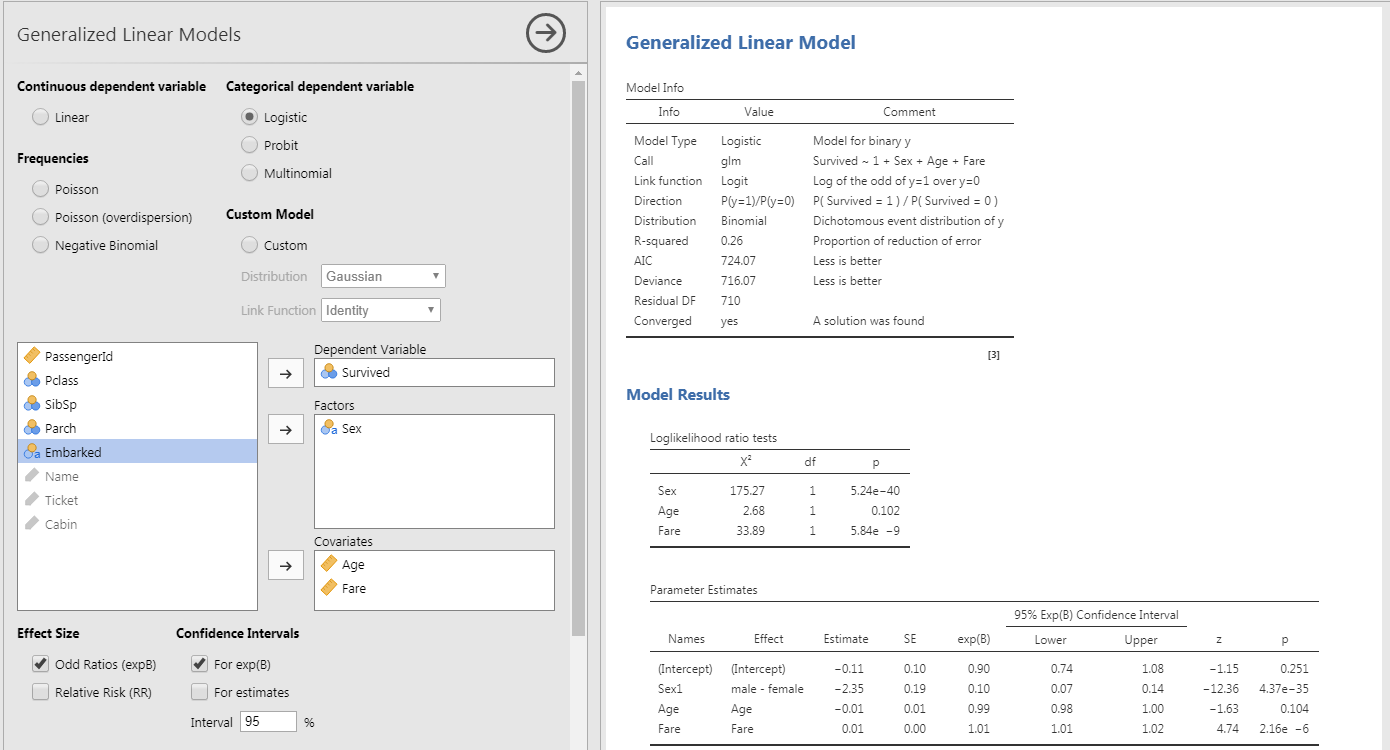 Generalized Linear Models
Continuous dependent variable
Linear
Frequencies
Poisson
Poisson (overdispersion)
Negative Binomial
Categorical dependent variable
Logistic
Probit
Multinomial
Custom Model
Custom
Distribution Gaussian
Link Function Identity
PassengerId
Pclass
SibSp
Parch
Embarked
Name
Ticket
Cabin
Dependent Variable
Survived
Factors
Sex
Covariates
Age
Fare
Effect Size
Odd Ratios (expB)
Relative Risk (RR)
Confidence Intervals
For exp(B)
For estimates
Interval 95 %
Generalized Linear Model
Model Info
Info Value Comment
Model Type Logistic Model for binary y
Call glm Survived ~ 1 + Sex + Age + Fare
Link function Logit Log of the odd of y=1 over y=0
Direction P(y=1)/P(y=0) P( Survived = 1 ) / P( Survived = 0 )
Distribution Binomial Dichotomous event distribution of y
R-squared 0.26 Proportion of reduction of error
AIC 724.07 Less is better
Deviance 716.07 Less is better
Residual DF 710
Converged yes A solution was found
[3]
Model Results
Loglikelihood ratio tests
X² df p
Sex 175.27 1 5.24e−40
Age 2.68 1 0.102
Fare 33.89 1 5.84e −9
Parameter Estimates
95% Exp(B) Confidence Interval
Names Effect Estimate SE exp(B) Lower Upper z p
(Intercept) (Intercept) −0.11 0.10 0.90 0.74 1.08 −1.15 0.251
Sex1 male - female −2.35 0.19 0.10 0.07 0.14 −12.36 4.37e−35
Age Age −0.01 0.01 0.99 0.98 1.00 −1.63 0.104
Fare Fare 0.01 0.00 1.01 1.01 1.02 4.74 2.16e −6